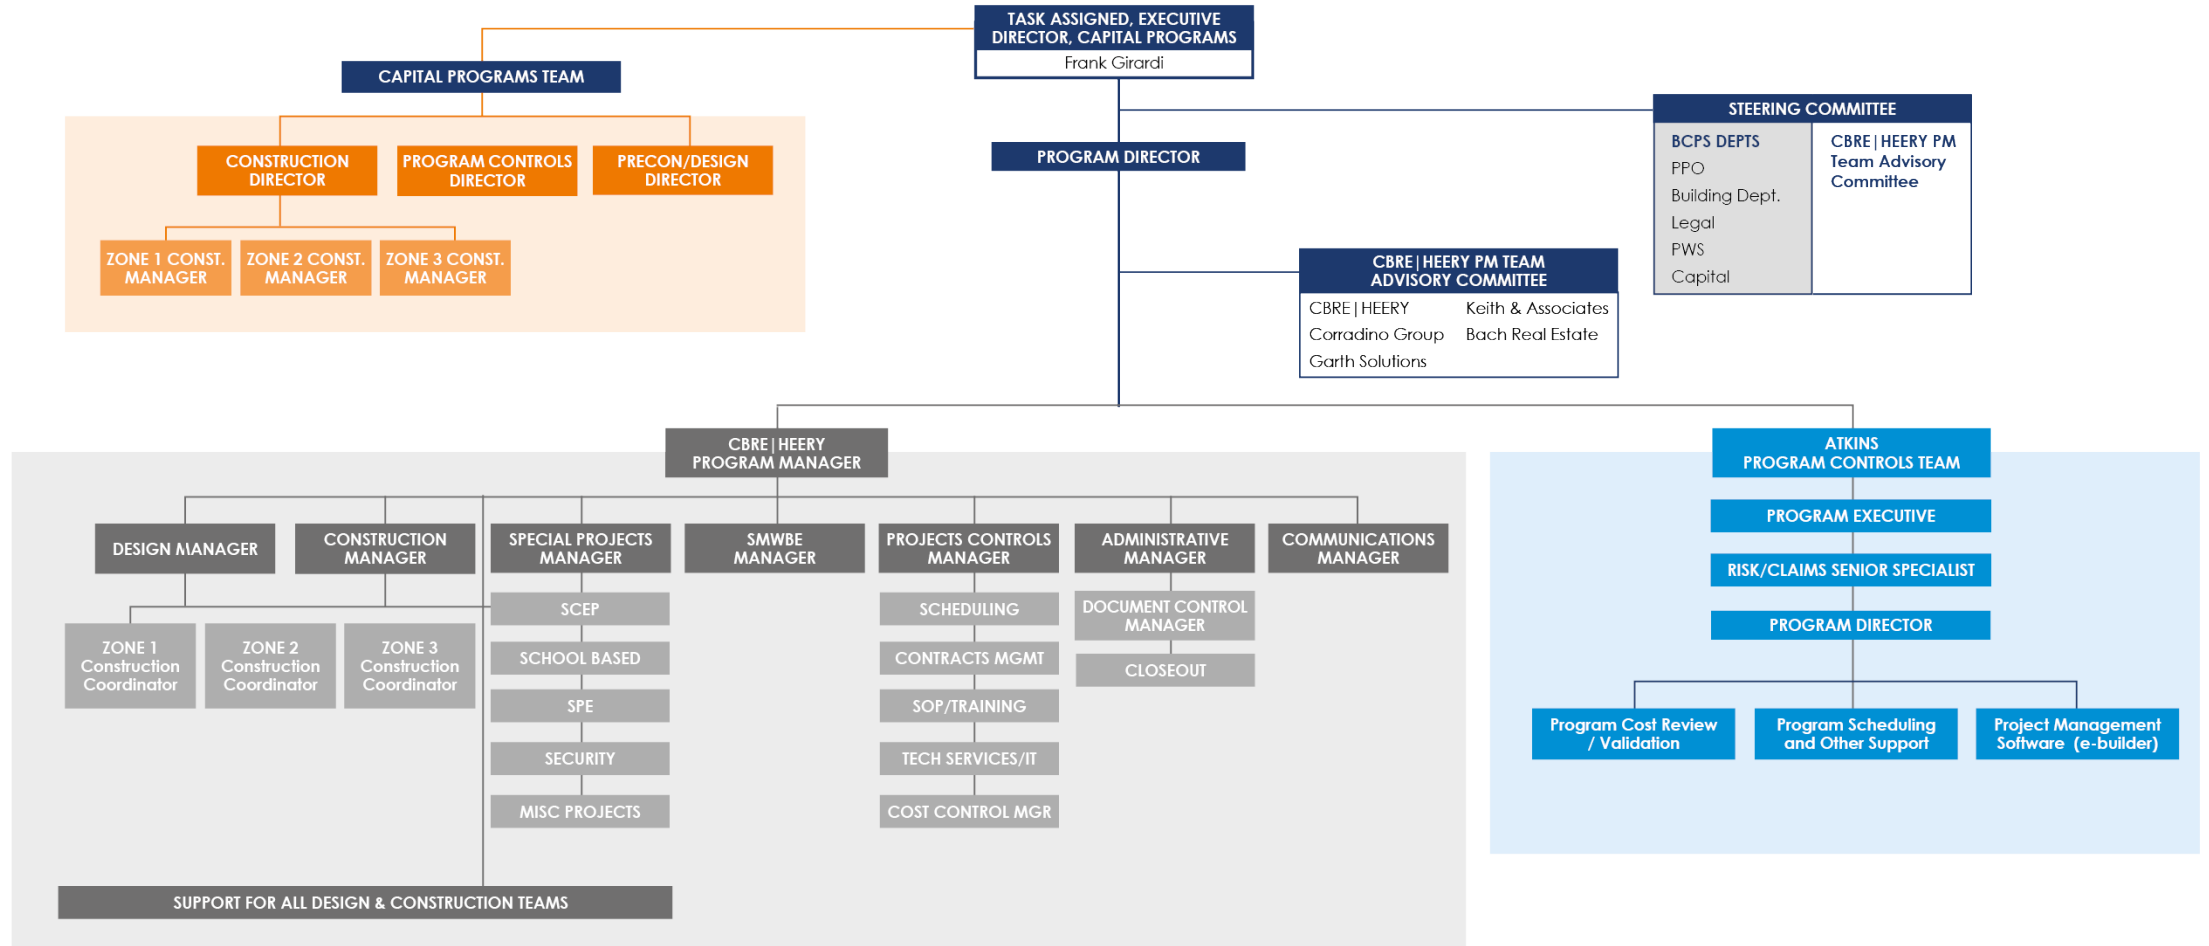 TASK ASSIGNED, EXECUTIVE
DIRECTOR, CAPITAL PROGRAMS
Frank Girardi
CAPITAL PROGRAMS TEAM
CONSTRUCTION
DIRECTOR
PROGRAM CONTROLS
DIRECTOR
PRECON/DESIGN
DIRECTOR
ZONE 1 CONST.
MANAGER
ZONE 2 CONST.
MANAGER
ZONE 3 CONST.
MANAGER
PROGRAM DIRECTOR
STEERING COMMITTEE
BCPS DEPTS
PPO
Building Dept.
Legal
PWS
Capital
CBRE|HEERY PM
Team Advisory
Committee
CBRE|HEERY PM TEAM
ADVISORY COMMITTEE
CBRE|HEERY
Corradino Group
Garth Solutions
Keith & Associates
Bach Real Estate
CBRE|HEERY
PROGRAM MANAGER
DESIGN MANAGER
CONSTRUCTION
MANAGER
SPECIAL PROJECTS
MANAGER
SMWBE
MANAGER
PROJECTS CONTROLS
MANAGER
ADMINISTRATIVE
MANAGER
COMMUNICATIONS
MANAGER
ZONE 1
Construction
Coordinator
ZONE 2
Construction
Coordinator
ZONE 3
Construction
Coordinator
SCEP
SCHOOL BASED
SPE
SECURITY
MISC PROJECTS
SCHEDULING
CONTRACTS MGMT
SOP/TRAINING
TECH SERVICES/IT
COST CONTROL MGR
DOCUMENT CONTROL
MANAGER
CLOSEOUT
SUPPORT FOR ALL DESIGN & CONSTRUCTION TEAMS
ATKINS
PROGRAM CONTROLS TEAM
PROGRAM EXECUTIVE
RISK/CLAIMS SENIOR SPECIALIST
PROGRAM DIRECTOR
Program Cost Review
/ Validation
Program Scheduling
and Other Support
Project Management
Software (e-builder)